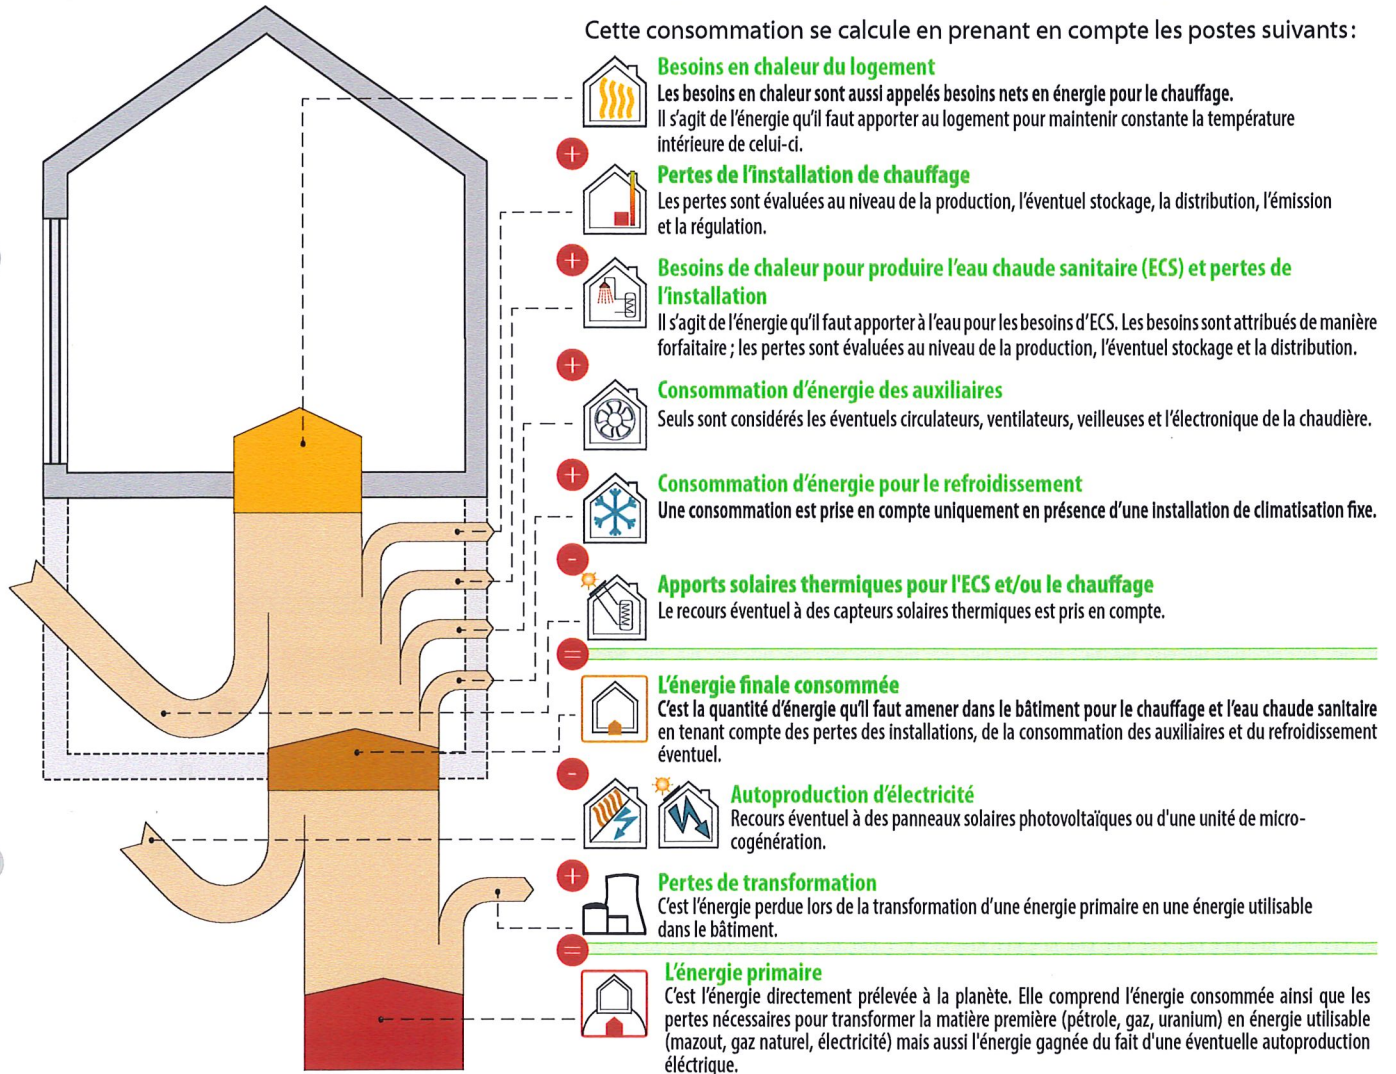 Cette consommation se calcule en prenant en compte les postes suivants :
Besoins en chaleur du logement
Les besoins en chaleur sont aussi appelés besoins nets en énergie pour le chauffage.
Il s'agit de l'énergie qu'il faut apporter au logement pour maintenir constante la température
intérieure de celui-ci.
+
Pertes de l'installation de chauffage
Les pertes sont évaluées au niveau de la production, l'éventuel stockage, la distribution, l'émission
et la régulation.
+
Besoins de chaleur pour produire l'eau chaude sanitaire (ECS) et pertes de
l'installation
Il s'agit de l'énergie qu'il faut apporter à l'eau pour les besoins d'ECS. Les besoins sont attribués de manière
forfaitaire ; les pertes sont évaluées au niveau de la production, l'éventuel stockage et la distribution.
+
Consommation d'énergie des auxiliaires
Seuls sont considérés les éventuels circulateurs, ventilateurs, veilleuses et l'électronique de la chaudière.
+
Consommation d'énergie pour le refroidissement
Une consommation est prise en compte uniquement en présence d'une installation de climatisation fixe.
-
Apports solaires thermiques pour l'ECS et/ou le chauffage
Le recours éventuel à des capteurs solaires thermiques est pris en compte.
=
L'énergie finale consommée
C'est la quantité d'énergie qu'il faut amener dans le bâtiment pour le chauffage et l'eau chaude sanitaire
en tenant compte des pertes des installations, de la consommation des auxiliaires et du refroidissement
éventuel.
-
Autoproduction d'électricité
Recours éventuel à des panneaux solaires photovoltaïques ou d'une unité de micro-
cogénération.
+
Pertes de transformation
C'est l'énergie perdue lors de la transformation d'une énergie primaire en une énergie utilisable
dans le bâtiment.
=
L'énergie primaire
C'est l'énergie directement prélevée à la planète. Elle comprend l'énergie consommée ainsi que les
pertes nécessaires pour transformer la matière première (pétrole, gaz, uranium) en énergie utilisable
(mazout, gaz naturel, électricité) mais aussi l'énergie gagnée du fait d'une éventuelle autoproduction
éléctrique.